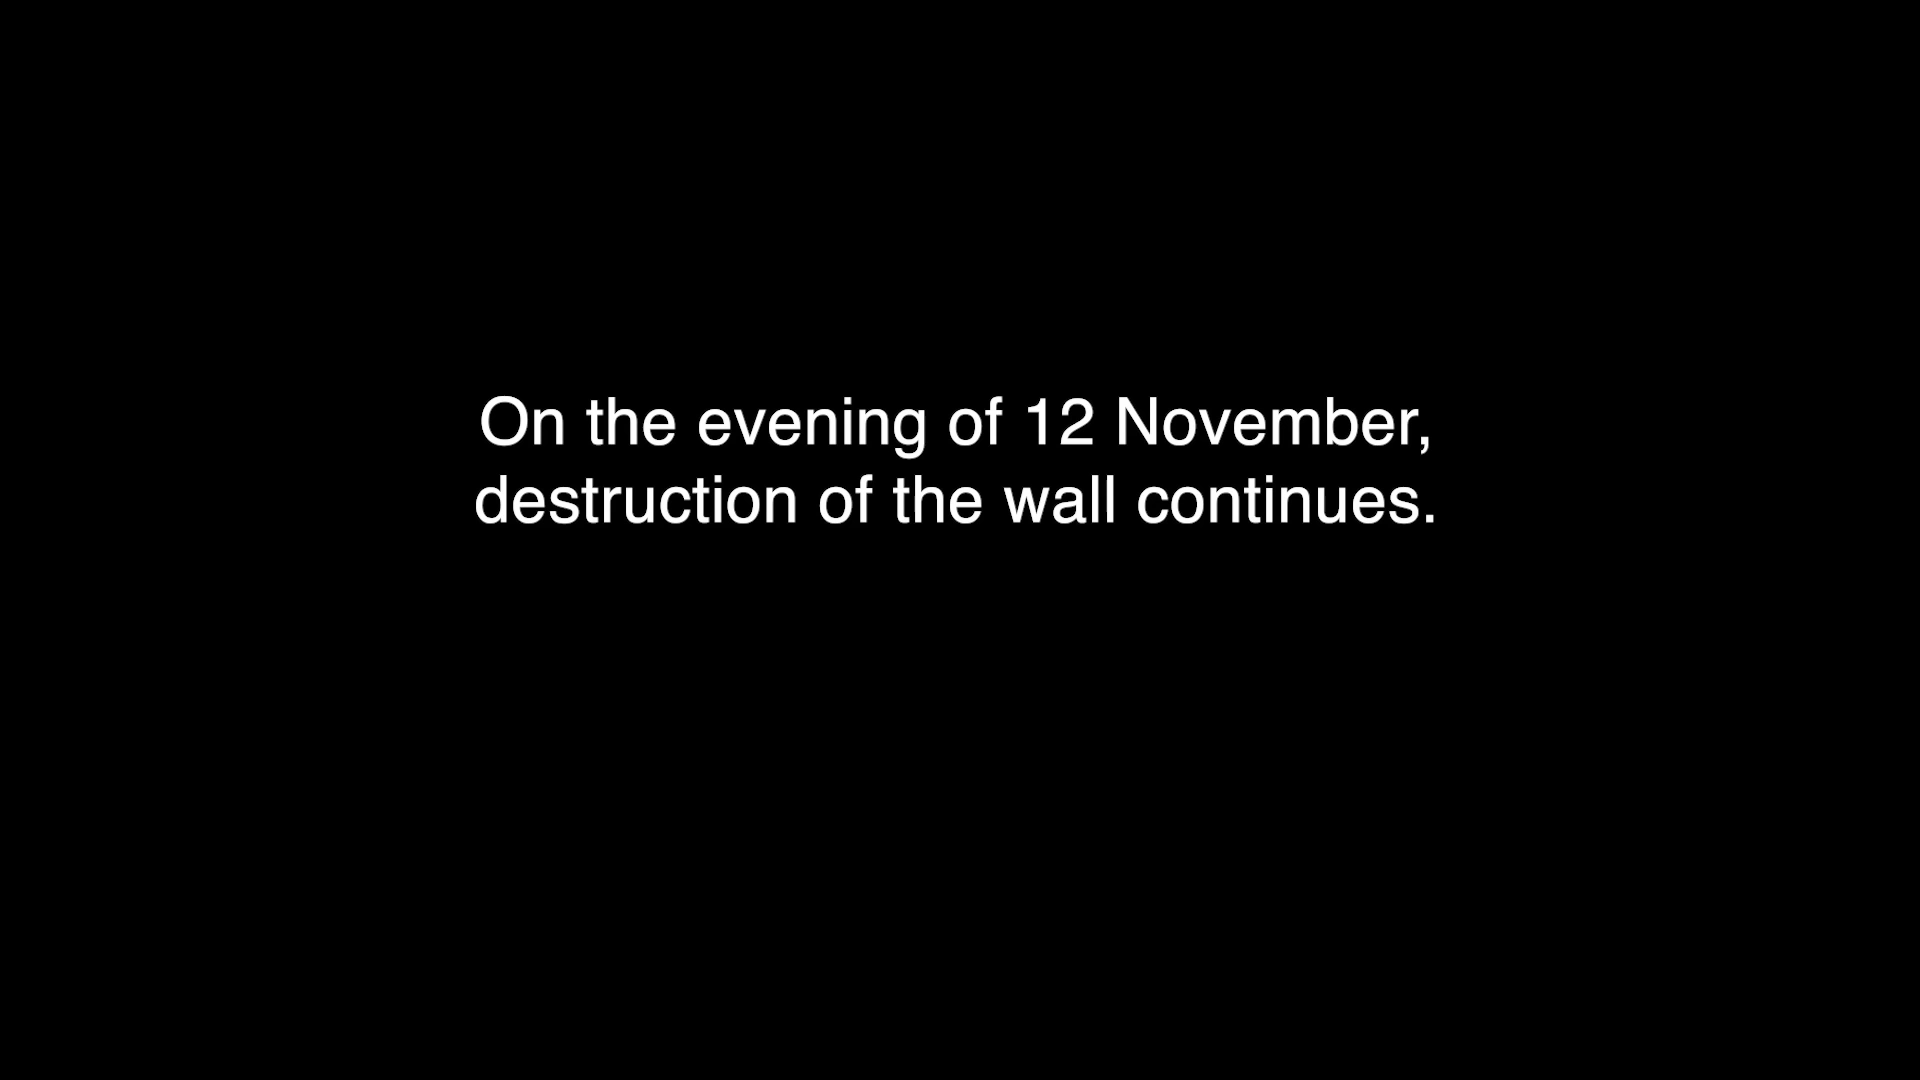 On the evening of 12 November,
destruction of the wall continues.